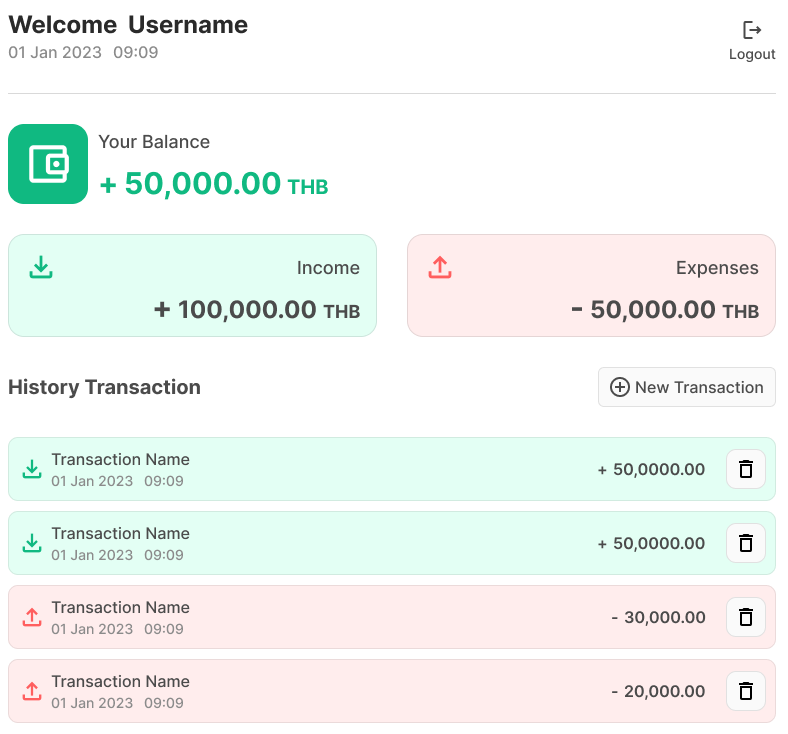 Welcome Username
01 Jan 2023 09:09
Logout
Your Balance
+ 50,000.00 THB
Income
+ 100,000.00 THB
Expenses
- 50,000.00 THB
History Transaction
New Transaction
Transaction Name
01 Jan 2023 09:09
+ 50,0000.00
Transaction Name
01 Jan 2023 09:09
+ 50,0000.00
Transaction Name
01 Jan 2023 09:09
- 30,000.00
Transaction Name
01 Jan 2023 09:09
- 20,000.00